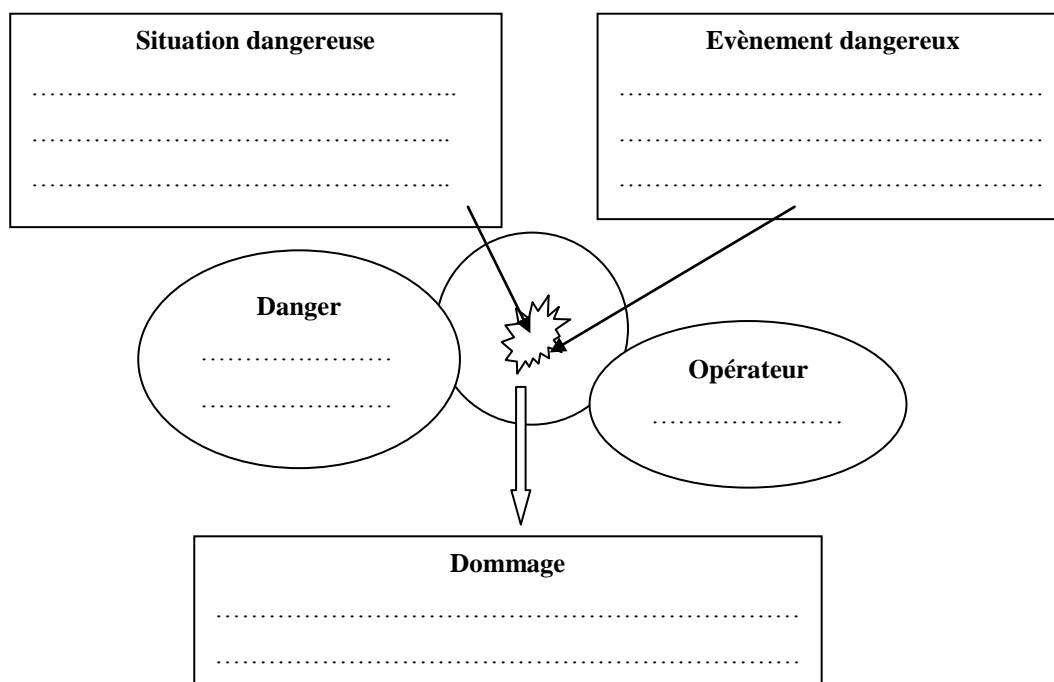 Situation dangereuse
……………………………….………..
……………………………….……..
……………………………….……..
Evènement dangereux
…………………………………………
…………………………………………
…………………………………………
Danger
…………………
…………………
Opérateur
……………..……
Dommage
…………………………………………………………
…………………………………………………………